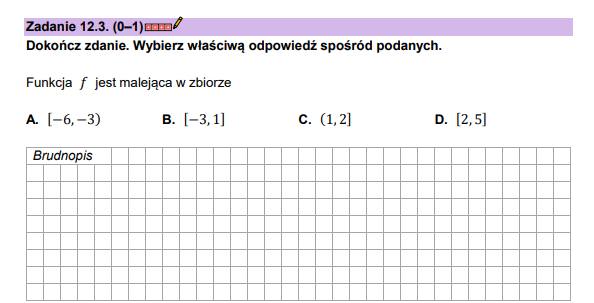 Zadanie 12.3. (0–1)
Dokończ zdanie. Wybierz właściwą odpowiedź spośród podanych.
Funkcja f jest malejąca w zbiorze
A. [−6, −3) B. [−3, 1] C. (1, 2] D. [2, 5]
Brudnopis